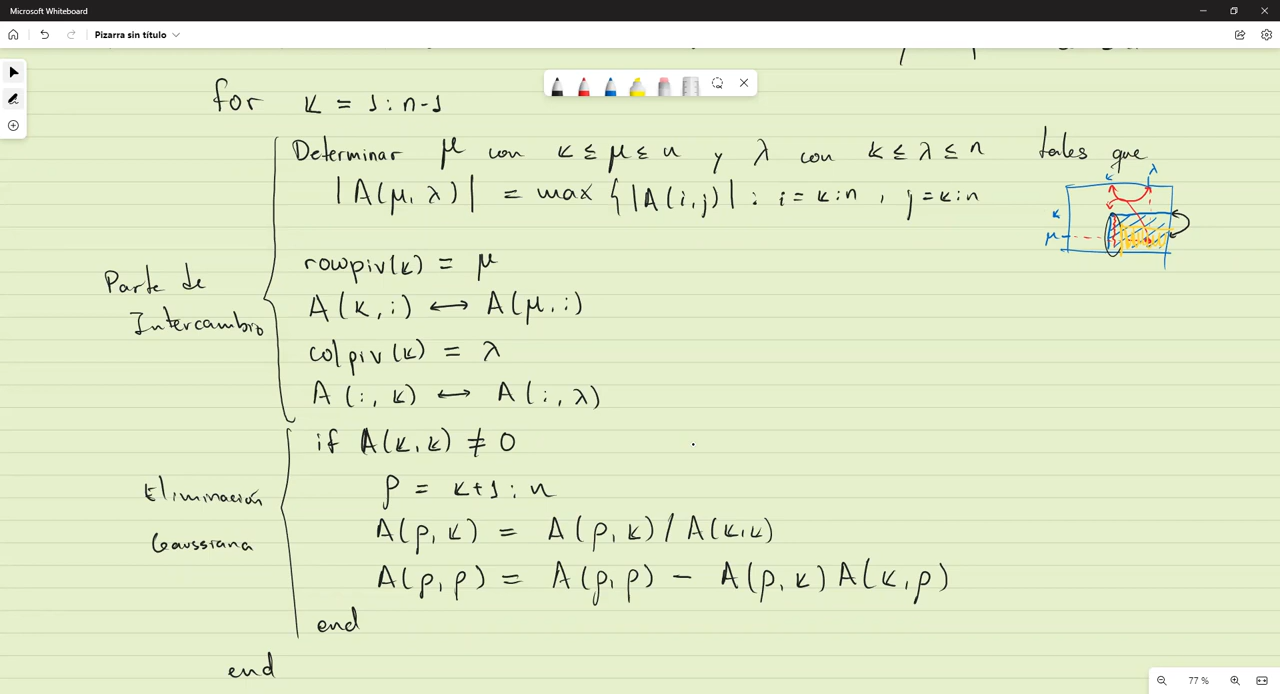 Microsoft Whiteboard
Pizarra sin título
for k = 1:n-1
Determinar μ con k ≤ μ ≤ n y λ con k ≤ λ ≤ n tales que
|A(μ,λ)| = max {|A(i,j)| : i = k:n, j = k:n
k λ
k
μ
rowpiv(k) = μ
A(k,:) ↔ A(μ,:)
Parte de
Intercambio
colpiv(k) = λ
A(:,k) ↔ A(:,λ)
if A(k,k) ≠ 0
ρ = k+1:n
Eliminación
Gaussiana
A(ρ,k) = A(ρ,k)/A(k,k)
A(ρ,ρ) = A(ρ,ρ) - A(ρ,k)A(k,ρ)
end
end
77 %